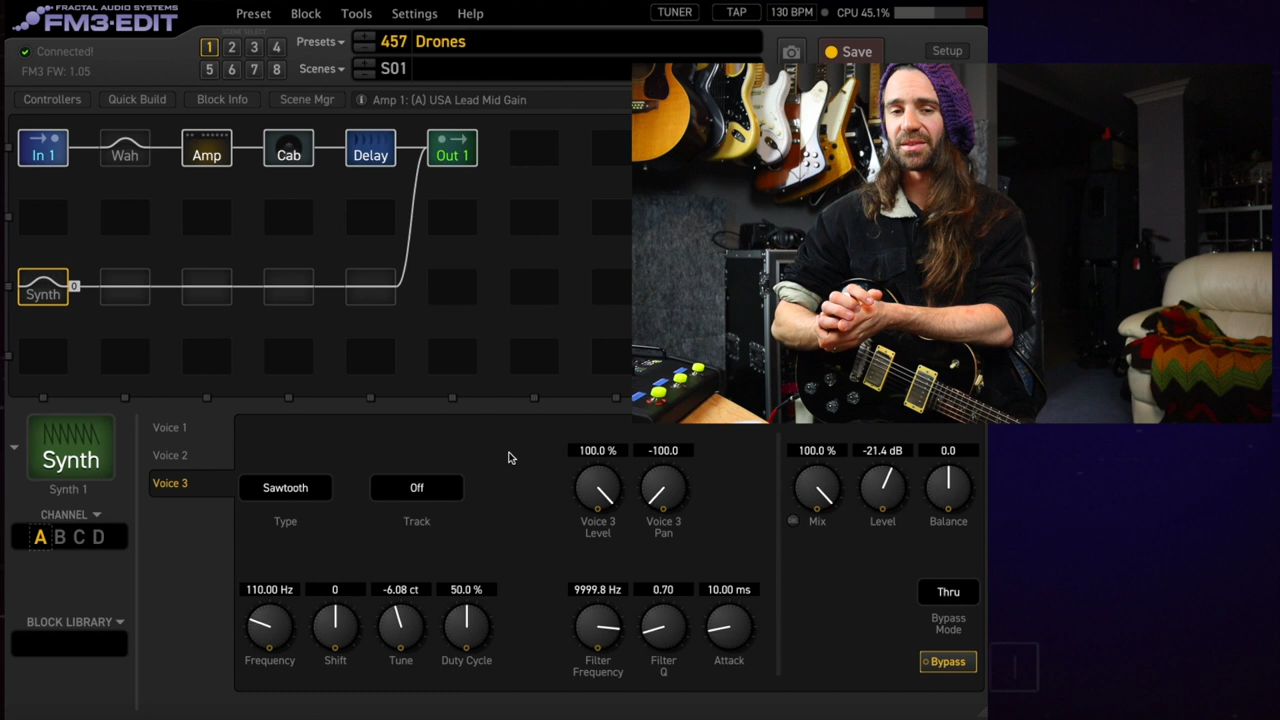 FRACTAL AUDIO SYSTEMS
FM3-EDIT
Preset Block Tools Settings Help
TUNER TAP 130 BPM CPU 45.1%
SCENE SELECT
Connected!
FM3 FW: 1.05
1 2 3 4
5 6 7 8
Presets 457 Drones
Scenes S01
Save Setup
Controllers Quick Build Block Info Scene Mgr Amp 1: (A) USA Lead Mid Gain
In 1 Wah Amp Cab Delay Out 1
Synth 0
Synth
Synth 1
CHANNEL
A B C D
BLOCK LIBRARY
Voice 1
Voice 2
Voice 3
Sawtooth Off
Type Track
100.0 % -100.0
Voice 3 Level
Voice 3 Pan
100.0 % -21.4 dB 0.0
Mix Level Balance
110.00 Hz 0 -6.08 ct 50.0 %
Frequency Shift Tune Duty Cycle
9999.8 Hz 0.70 10.00 ms
Filter Frequency
Filter Q
Attack
Thru
Bypass Mode
Bypass